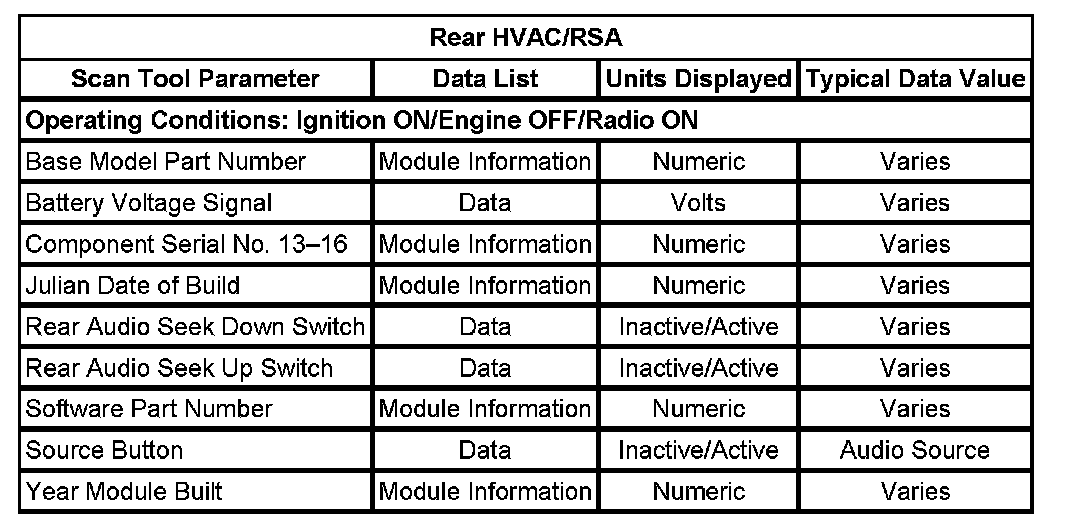 Rear HVAC/RSA
Scan Tool Parameter Data List Units Displayed Typical Data Value
Operating Conditions: Ignition ON/Engine OFF/Radio ON
Base Model Part Number Module Information Numeric Varies
Battery Voltage Signal Data Volts Varies
Component Serial No. 13–16 Module Information Numeric Varies
Julian Date of Build Module Information Numeric Varies
Rear Audio Seek Down Switch Data Inactive/Active Varies
Rear Audio Seek Up Switch Data Inactive/Active Varies
Software Part Number Module Information Numeric Varies
Source Button Data Inactive/Active Audio Source
Year Module Built Module Information Numeric Varies